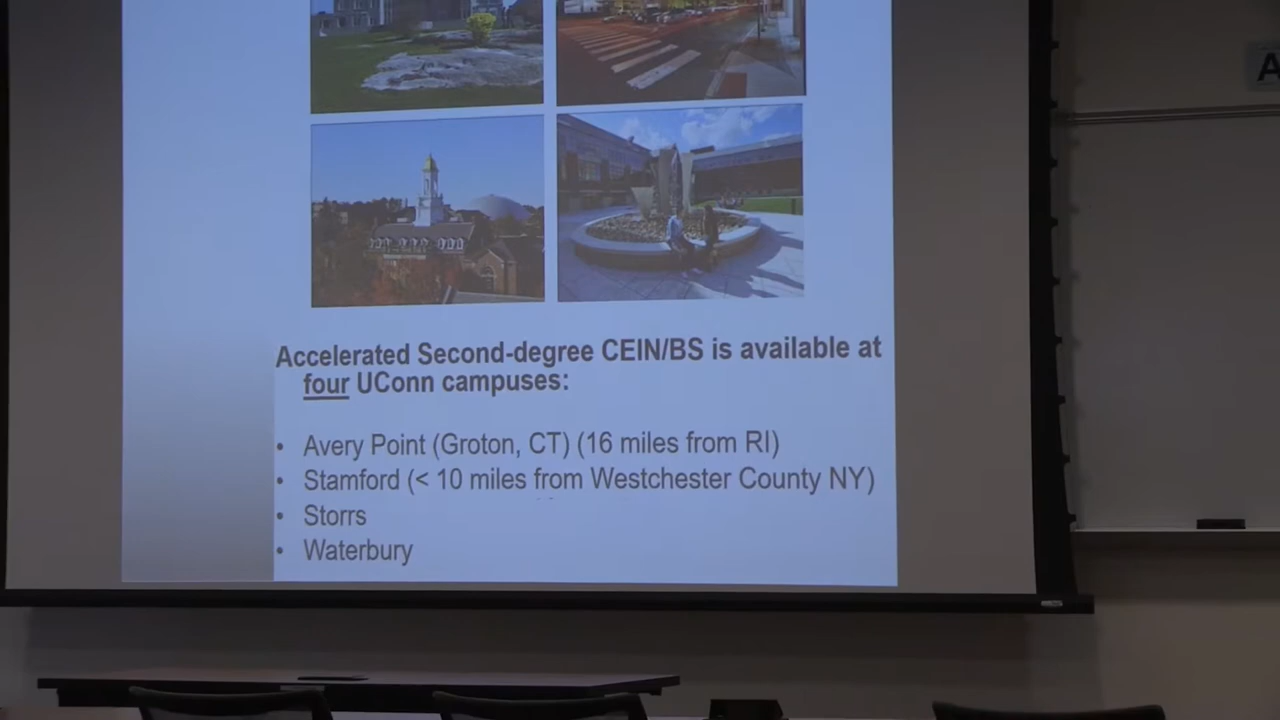 A
Accelerated Second-degree CEIN/BS is available at
four UConn campuses:
• Avery Point (Groton, CT) (16 miles from RI)
• Stamford (< 10 miles from Westchester County NY)
• Storrs
• Waterbury